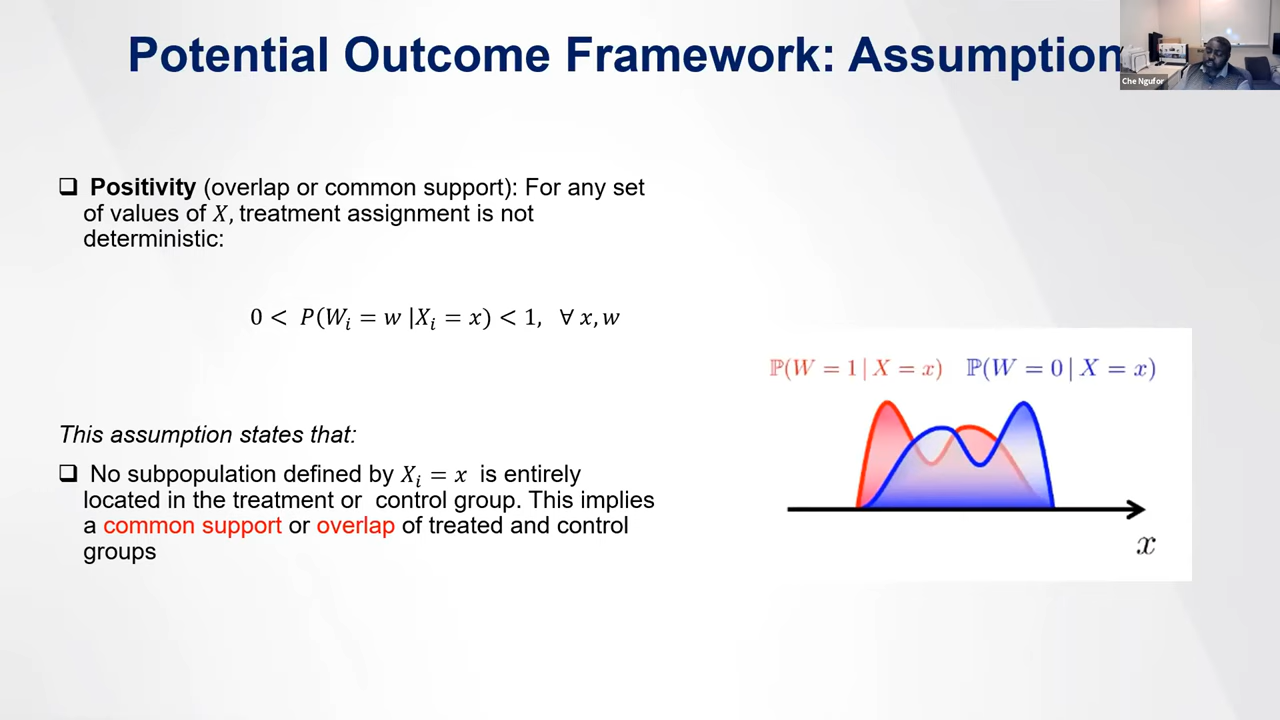 Potential Outcome Framework: Assumption
Che Ngufor
❑ Positivity (overlap or common support): For any set
of values of X, treatment assignment is not
deterministic:
0 < P(W_i = w |X_i = x) < 1, ∀ x, w
ℙ(W = 1 | X = x) ℙ(W = 0 | X = x)
x
This assumption states that:
❑ No subpopulation defined by X_i = x is entirely
located in the treatment or control group. This implies
a common support or overlap of treated and control
groups